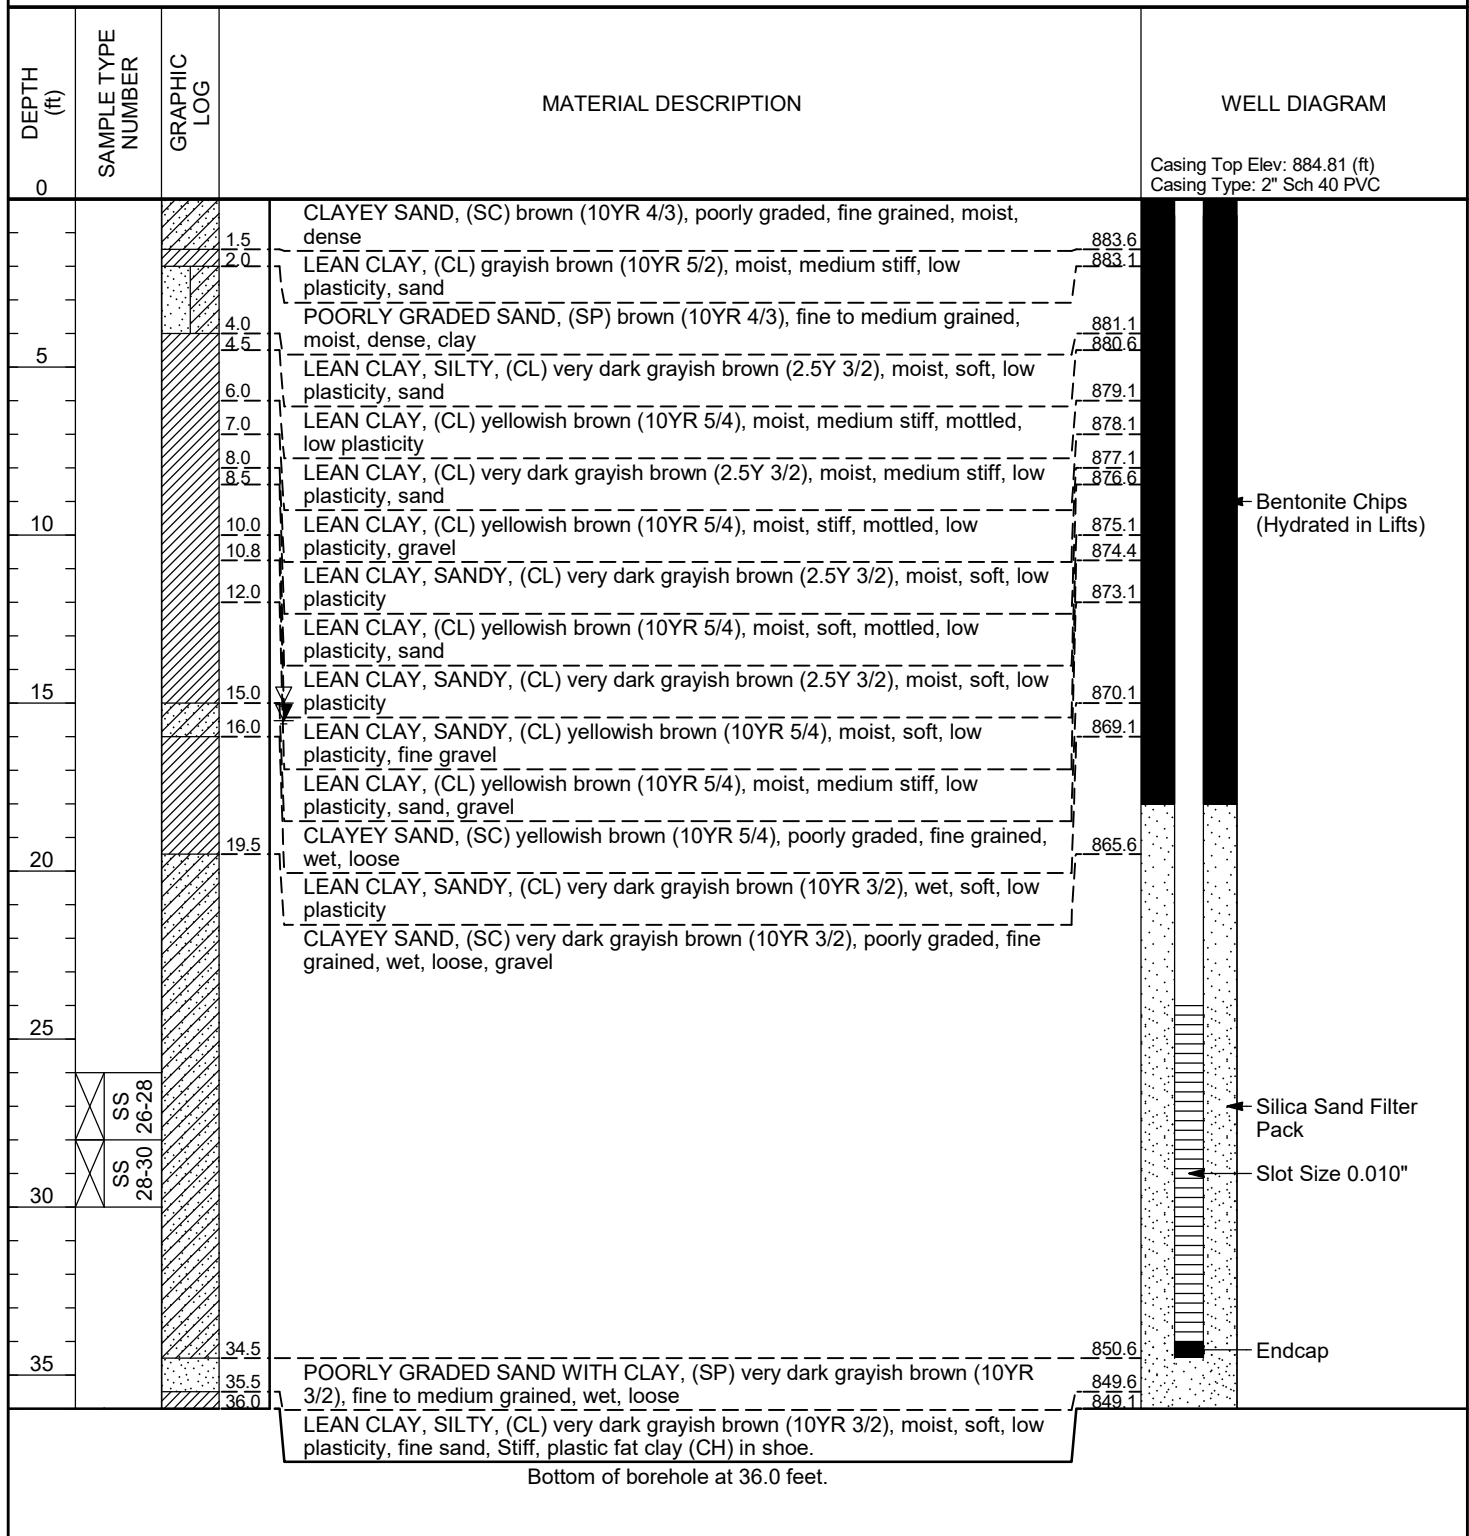 DEPTH
(ft)
SAMPLE TYPE
NUMBER
GRAPHIC
LOG
MATERIAL DESCRIPTION
WELL DIAGRAM
Casing Top Elev: 884.81 (ft)
Casing Type: 2" Sch 40 PVC
0
CLAYEY SAND, (SC) brown (10YR 4/3), poorly graded, fine grained, moist,
dense
1.5
883.6
2.0
883.1
LEAN CLAY, (CL) grayish brown (10YR 5/2), moist, medium stiff, low
plasticity, sand
POORLY GRADED SAND, (SP) brown (10YR 4/3), fine to medium grained,
moist, dense, clay
4.0
881.1
4.5
880.6
5
LEAN CLAY, SILTY, (CL) very dark grayish brown (2.5Y 3/2), moist, soft, low
plasticity, sand
6.0
879.1
LEAN CLAY, (CL) yellowish brown (10YR 5/4), moist, medium stiff, mottled,
low plasticity
7.0
878.1
8.0
877.1
LEAN CLAY, (CL) very dark grayish brown (2.5Y 3/2), moist, medium stiff, low
plasticity, sand
8.5
876.6
Bentonite Chips
(Hydrated in Lifts)
10
10.0
875.1
LEAN CLAY, (CL) yellowish brown (10YR 5/4), moist, stiff, mottled, low
plasticity, gravel
10.8
874.4
LEAN CLAY, SANDY, (CL) very dark grayish brown (2.5Y 3/2), moist, soft, low
plasticity
12.0
873.1
LEAN CLAY, (CL) yellowish brown (10YR 5/4), moist, soft, mottled, low
plasticity, sand
LEAN CLAY, SANDY, (CL) very dark grayish brown (2.5Y 3/2), moist, soft, low
plasticity
15
15.0
870.1
16.0
869.1
LEAN CLAY, SANDY, (CL) yellowish brown (10YR 5/4), moist, soft, low
plasticity, fine gravel
LEAN CLAY, (CL) yellowish brown (10YR 5/4), moist, medium stiff, low
plasticity, sand, gravel
CLAYEY SAND, (SC) yellowish brown (10YR 5/4), poorly graded, fine grained,
wet, loose
19.5
865.6
20
LEAN CLAY, SANDY, (CL) very dark grayish brown (10YR 3/2), wet, soft, low
plasticity
CLAYEY SAND, (SC) very dark grayish brown (10YR 3/2), poorly graded, fine
grained, wet, loose, gravel
25
SS
26-28
Silica Sand Filter
Pack
SS
28-30
Slot Size 0.010"
30
34.5
850.6
Endcap
35
POORLY GRADED SAND WITH CLAY, (SP) very dark grayish brown (10YR
3/2), fine to medium grained, wet, loose
35.5
849.6
36.0
849.1
LEAN CLAY, SILTY, (CL) very dark grayish brown (10YR 3/2), moist, soft, low
plasticity, fine sand, Stiff, plastic fat clay (CH) in shoe.
Bottom of borehole at 36.0 feet.